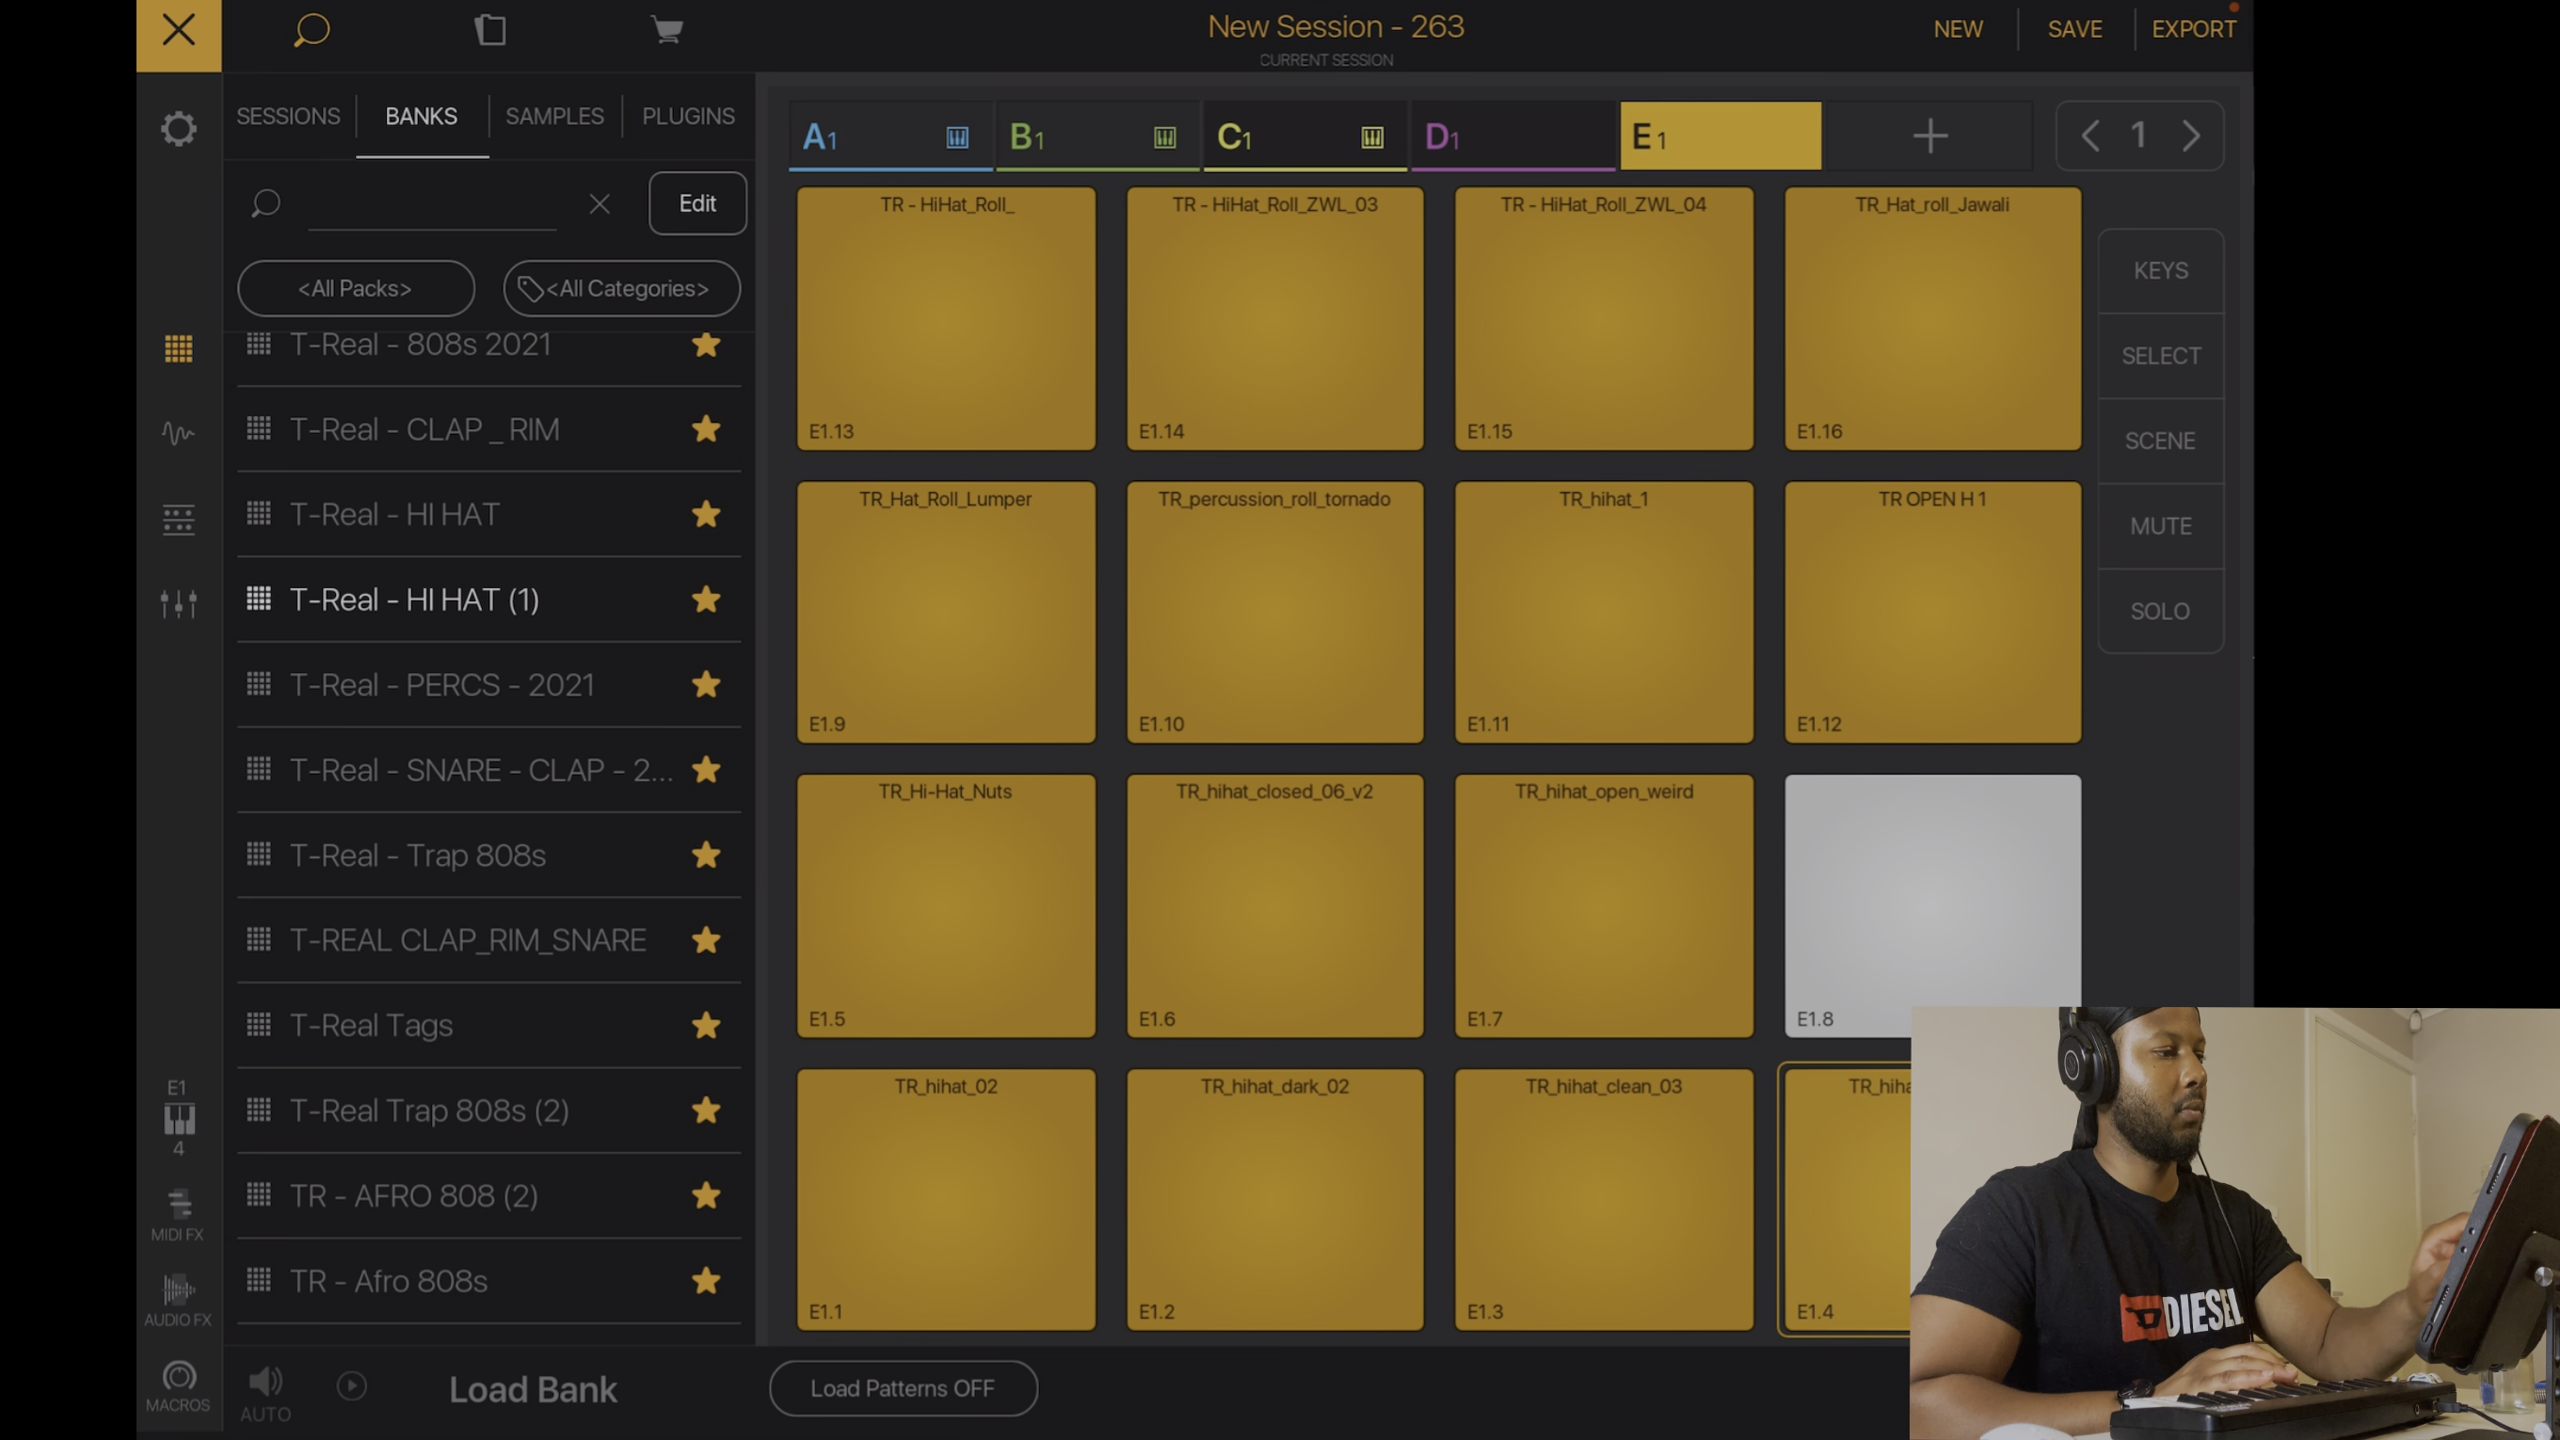 New Session - 263
CURRENT SESSION
NEW
SAVE
EXPORT
SESSIONS
BANKS
SAMPLES
PLUGINS
Edit
<All Packs>
<All Categories>
T-Real - 808s 2021
T-Real - CLAP _ RIM
T-Real - HI HAT
T-Real - HI HAT (1)
T-Real - PERCS - 2021
T-Real - SNARE - CLAP - 2...
T-Real - Trap 808s
T-REAL CLAP_RIM_SNARE
T-Real Tags
T-Real Trap 808s (2)
TR - AFRO 808 (2)
TR - Afro 808s
E1
4
MIDI FX
AUDIO FX
MACROS
AUTO
Load Bank
Load Patterns OFF
A1
B1
C1
D1
E1
+
1
TR - HiHat_Roll_
E1.13
TR - HiHat_Roll_ZWL_03
E1.14
TR - HiHat_Roll_ZWL_04
E1.15
TR_Hat_roll_Jawali
E1.16
TR_Hat_Roll_Lumper
E1.9
TR_percussion_roll_tornado
E1.10
TR_hihat_1
E1.11
TR OPEN H 1
E1.12
TR_Hi-Hat_Nuts
E1.5
TR_hihat_closed_06_v2
E1.6
TR_hihat_open_weird
E1.7
E1.8
TR_hihat_02
E1.1
TR_hihat_dark_02
E1.2
TR_hihat_clean_03
E1.3
E1.4
KEYS
SELECT
SCENE
MUTE
SOLO
DIESEL